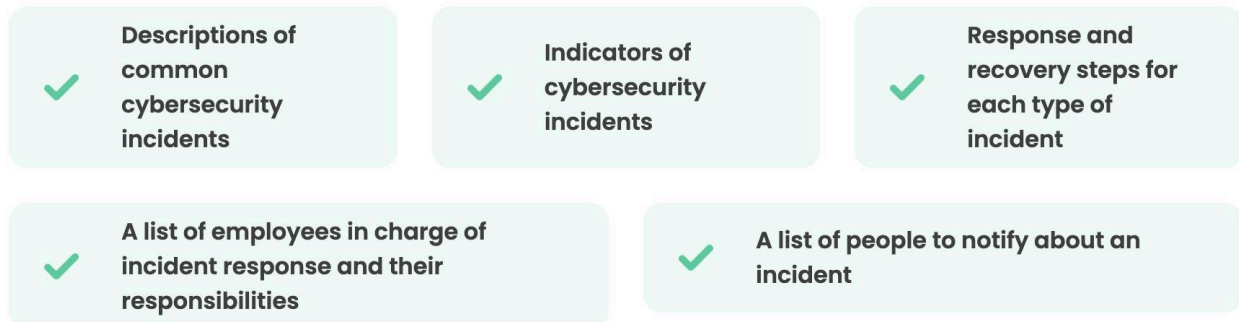 Descriptions of
common
cybersecurity
incidents
Indicators of
cybersecurity
incidents
Response and
recovery steps for
each type of
incident
A list of employees in charge of
incident response and their
responsibilities
A list of people to notify about an
incident